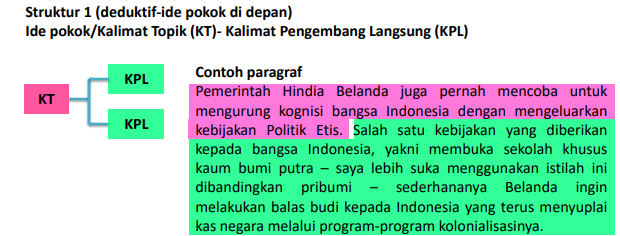 Struktur 1 (deduktif-ide pokok di depan)
Ide pokok/Kalimat Topik (KT)- Kalimat Pengembang Langsung (KPL)
KT
KPL
KPL
Contoh paragraf
Pemerintah Hindia Belanda juga pernah mencoba untuk
mengurung kognisi bangsa Indonesia dengan mengeluarkan
kebijakan Politik Etis. Salah satu kebijakan yang diberikan
kepada bangsa Indonesia, yakni membuka sekolah khusus
kaum bumi putra – saya lebih suka menggunakan istilah ini
dibandingkan pribumi – sederhananya Belanda ingin
melakukan balas budi kepada Indonesia yang terus menyuplai
kas negara melalui program-program kolonialisasinya.